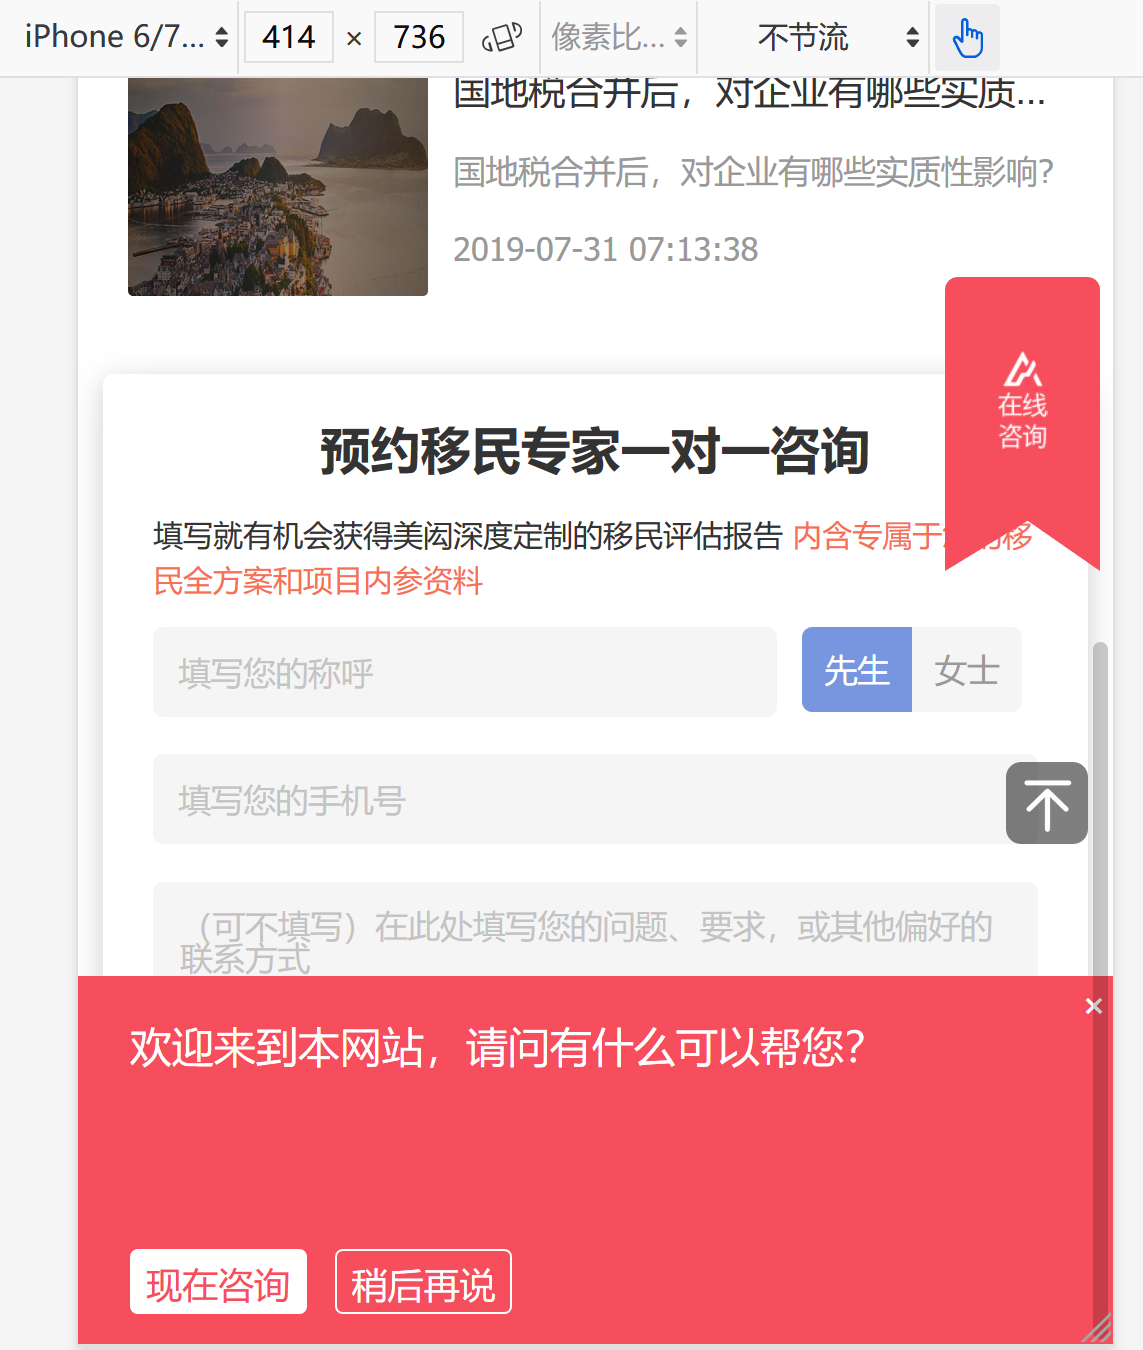 iPhone 6/7...
414 × 736
像素比...
不节流
国地税合并后，对企业有哪些实质...
国地税合并后，对企业有哪些实质性影响?
2019-07-31 07:13:38
在线
咨询
预约移民专家一对一咨询
填写就有机会获得美闳深度定制的移民评估报告 内含专属于 移
民全方案和项目内参资料
填写您的称呼
先生 女士
填写您的手机号
（可不填写）在此处填写您的问题、要求，或其他偏好的
联系方式
×
欢迎来到本网站，请问有什么可以帮您?
现在咨询 稍后再说